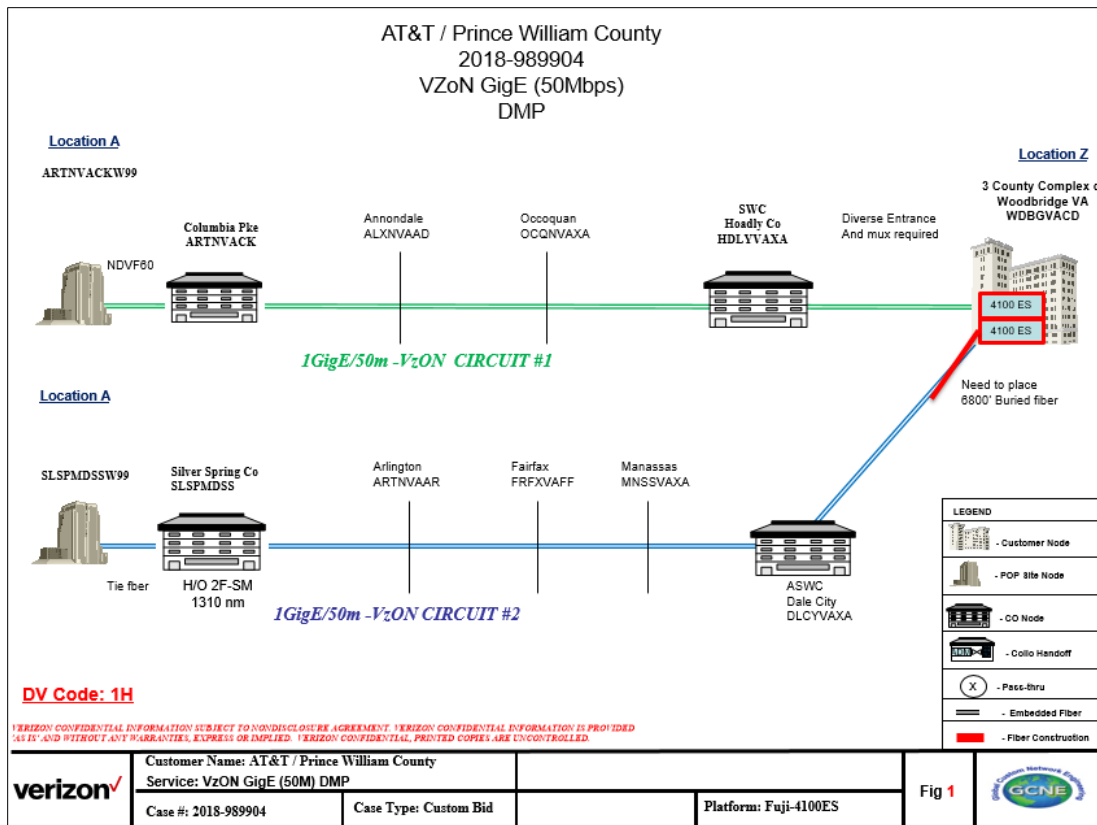 AT&T / Prince William County
2018-989904
VZoN GigE (50Mbps)
DMP
Location A
ARTNVACKW99
NDVF60
Columbia Pke
ARTNVACK
Annondale
ALXNVAAD
Occoquan
OCQNVAXA
SWC
Hoadly Co
HDLYVAXA
Diverse Entrance
And mux required
Location Z
3 County Complex
Woodbridge VA
WDBGVACD
4100 ES
4100 ES
1GigE/50m -VzON CIRCUIT #1
Need to place
6800' Buried fiber
Location A
SLSPMDSSW99
Tie fber
Silver Spring Co
SLSPMDSS
H/O 2F-SM
1310 nm
Arlington
ARTNVAAR
Fairfax
FRFXVAFF
Manassas
MNSSVAXA
ASWC
Dale City
DLCYVAXA
1GigE/50m -VzON CIRCUIT #2
LEGEND
- Customer Node
- POP Site Node
- CO Node
- Collo Handoff
X - Pass-thru
- Embedded Fiber
- Fiber Construction
DV Code: 1H
VERIZON CONFIDENTIAL INFORMATION SUBJECT TO NONDISCLOSURE AGREEMENT. VERIZON CONFIDENTIAL INFORMATION IS PROVIDED
'AS IS' AND WITHOUT ANY WARRANTIES, EXPRESS OR IMPLIED. VERIZON CONFIDENTIAL, PRINTED COPIES ARE UNCONTROLLED.
verizon
Customer Name: AT&T / Prince William County
Service: VzON GigE (50M) DMP
Case #: 2018-989904
Case Type: Custom Bid
Platform: Fuji-4100ES
Fig 1
Global Custom Network Engineering
GCNE